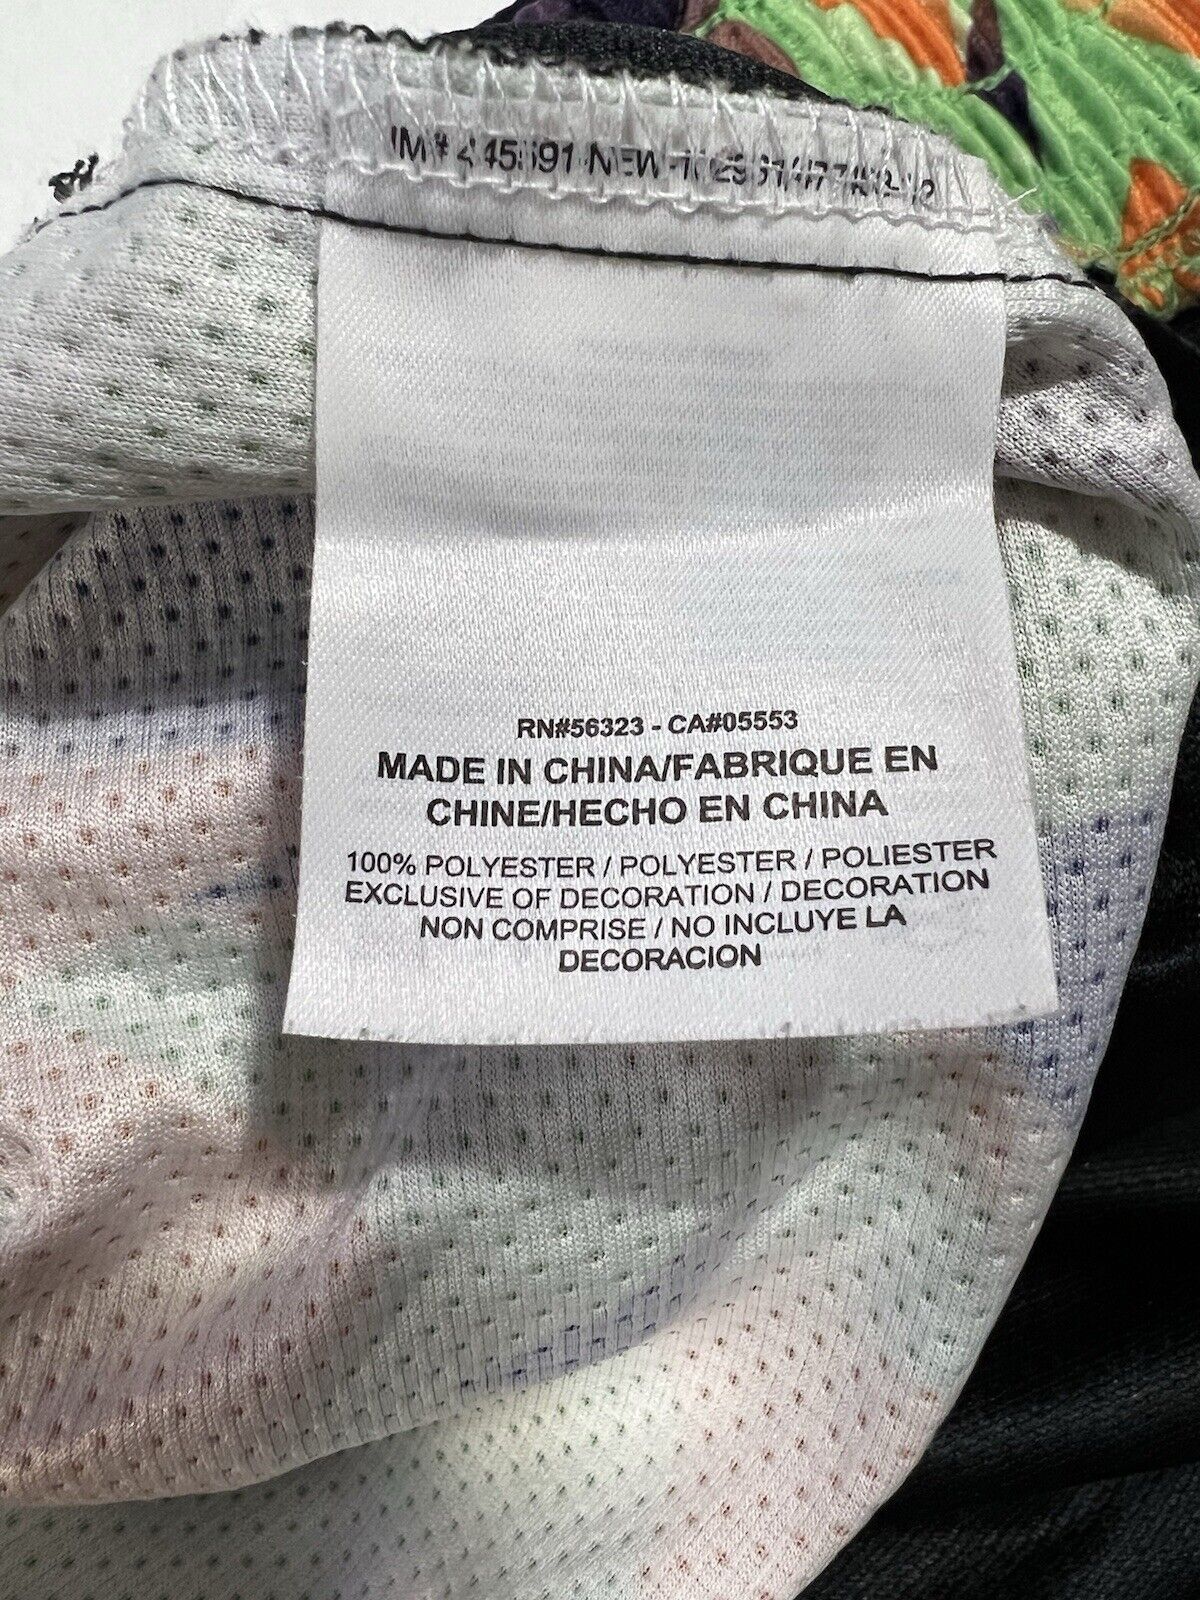 RN#56323 - CA#05553
MADE IN CHINA/FABRIQUE EN
CHINE/HECHO EN CHINA
100% POLYESTER / POLYESTER / POLIESTER
EXCLUSIVE OF DECORATION / DECORATION
NON COMPRISE / NO INCLUYE LA
DECORACION